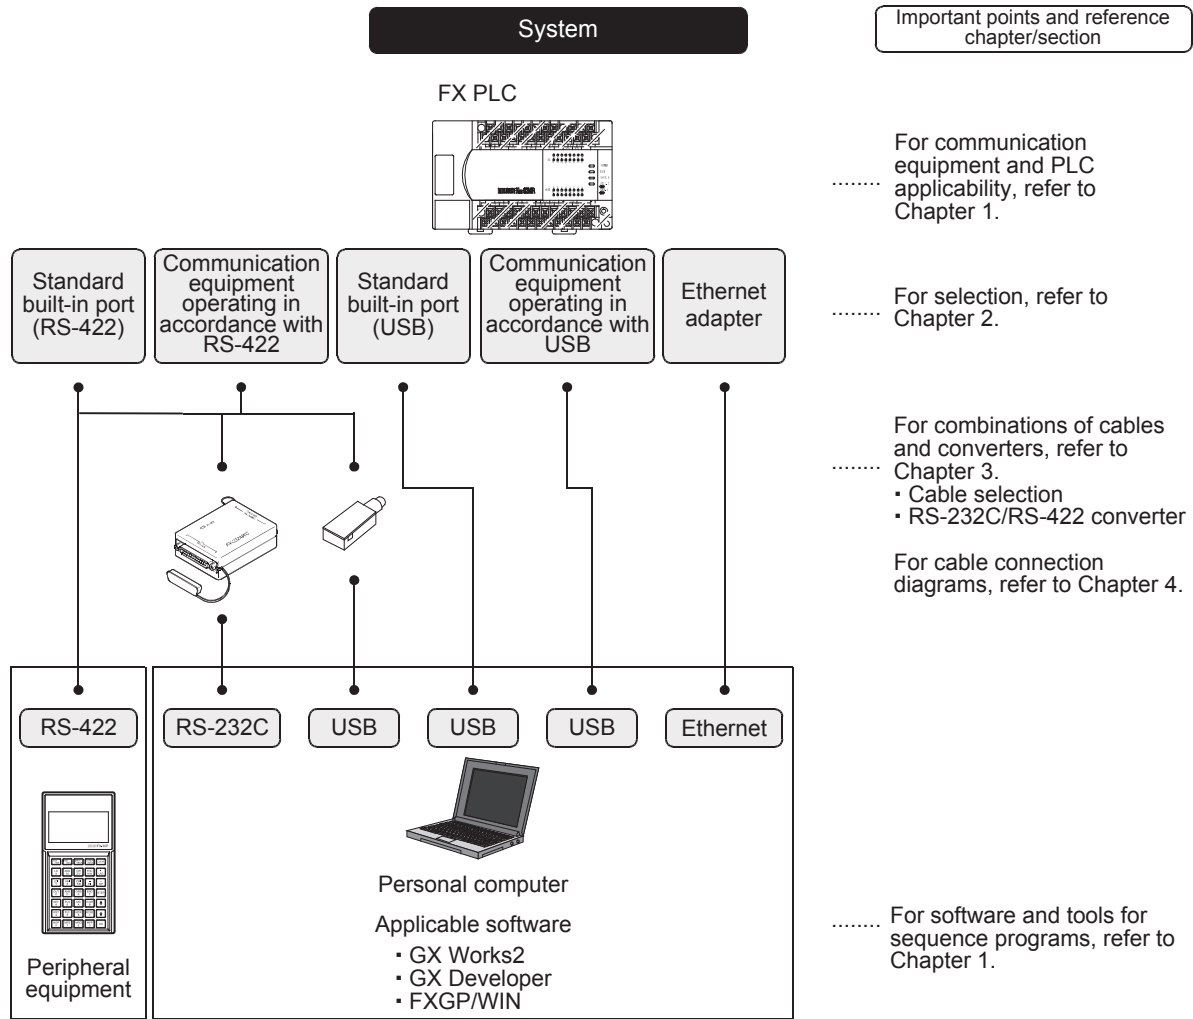 System
Important points and reference
chapter/section
FX PLC
For communication
equipment and PLC
applicability, refer to
Chapter 1.
Standard
built-in port
(RS-422)
Communication
equipment
operating in
accordance with
RS-422
Standard
built-in port
(USB)
Communication
equipment
operating in
accordance with
USB
Ethernet
adapter
For selection, refer to
Chapter 2.
For combinations of cables
and converters, refer to
Chapter 3.
・Cable selection
・RS-232C/RS-422 converter
For cable connection
diagrams, refer to Chapter 4.
RS-422
RS-232C
USB
USB
USB
Ethernet
Peripheral
equipment
Personal computer
Applicable software
・GX Works2
・GX Developer
・FXGP/WIN
For software and tools for
sequence programs, refer to
Chapter 1.